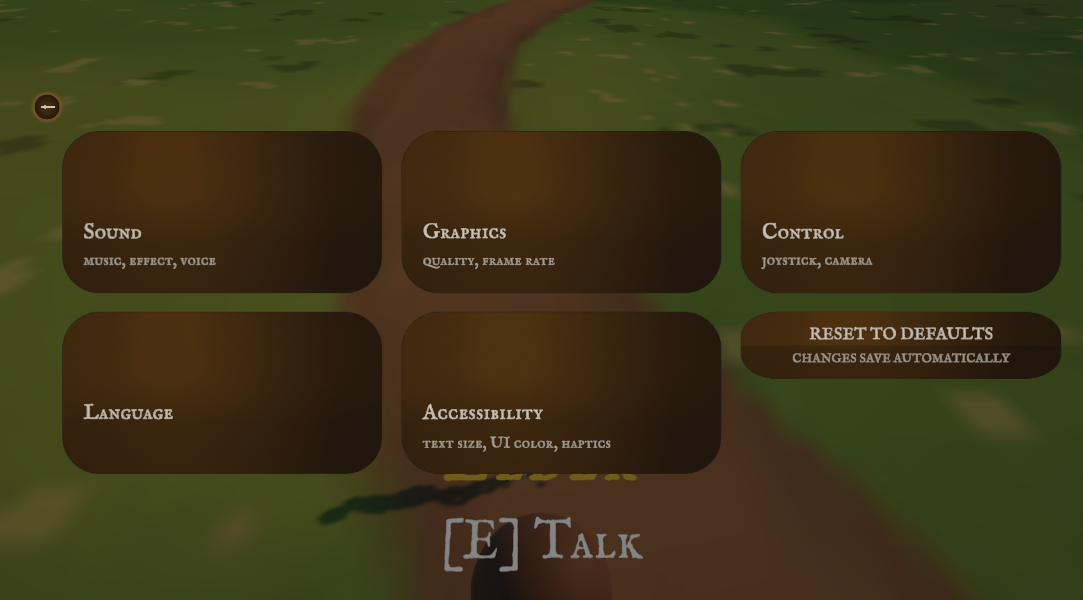 Sound
music, effect, voice
Graphics
quality, frame rate
Control
joystick, camera
Language
Accessibility
text size, UI color, haptics
RESET TO DEFAULTS
CHANGES SAVE AUTOMATICALLY
[E] Talk